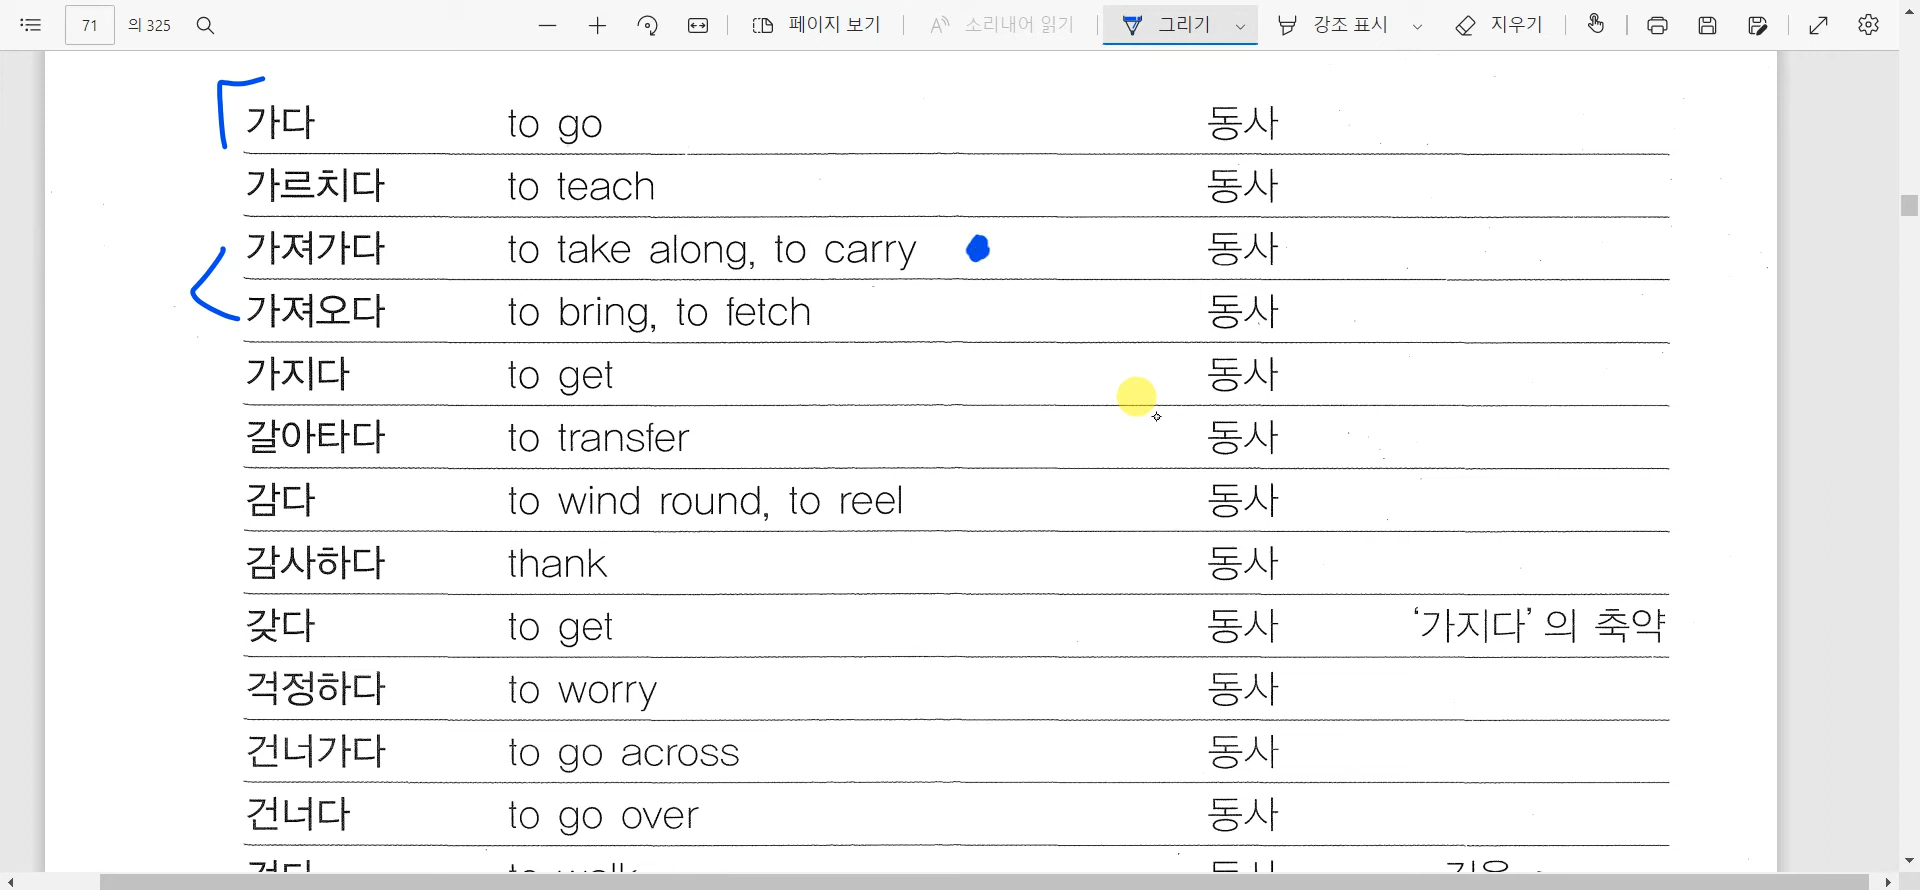 71 의 325 페이지 보기 소리내어 읽기 그리기 강조 표시 지우기
가다 to go 동사
가르치다 to teach 동사
가져가다 to take along, to carry 동사
가져오다 to bring, to fetch 동사
가지다 to get 동사
갈아타다 to transfer 동사
감다 to wind round, to reel 동사
감사하다 thank 동사
갖다 to get 동사 ‘가지다’ 의 축약
걱정하다 to worry 동사
건너가다 to go across 동사
건너다 to go over 동사